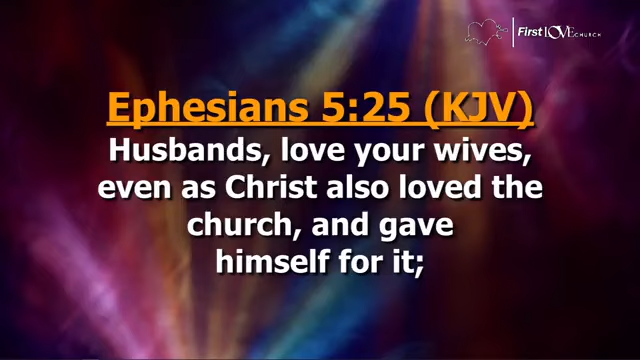 First LOVE CHURCH
Ephesians 5:25 (KJV)
Husbands, love your wives,
even as Christ also loved the
church, and gave
himself for it;